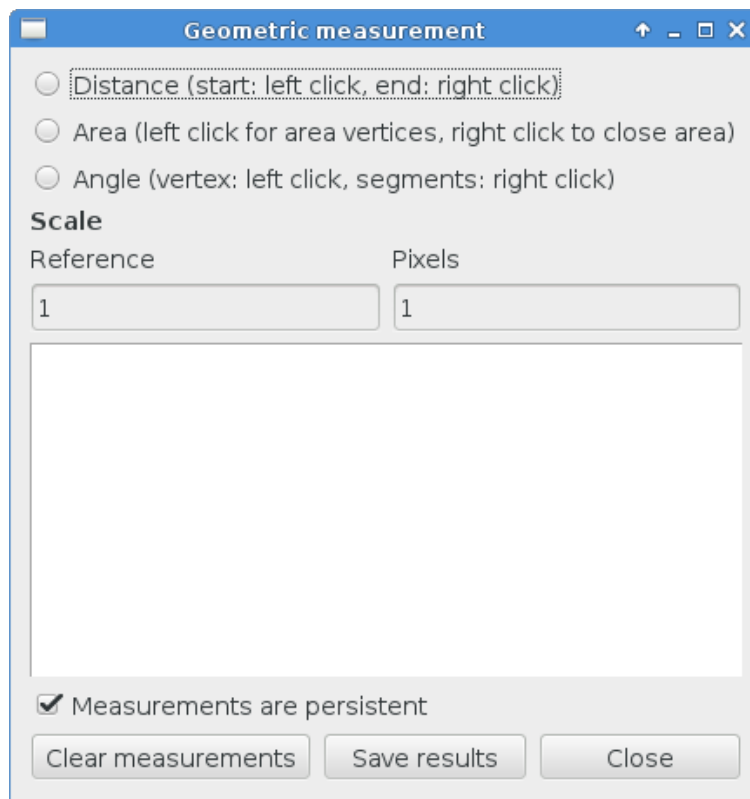 Geometric measurement
Distance (start: left click, end: right click)
Area (left click for area vertices, right click to close area)
Angle (vertex: left click, segments: right click)
Scale
Reference Pixels
1 1
Measurements are persistent
Clear measurements Save results Close